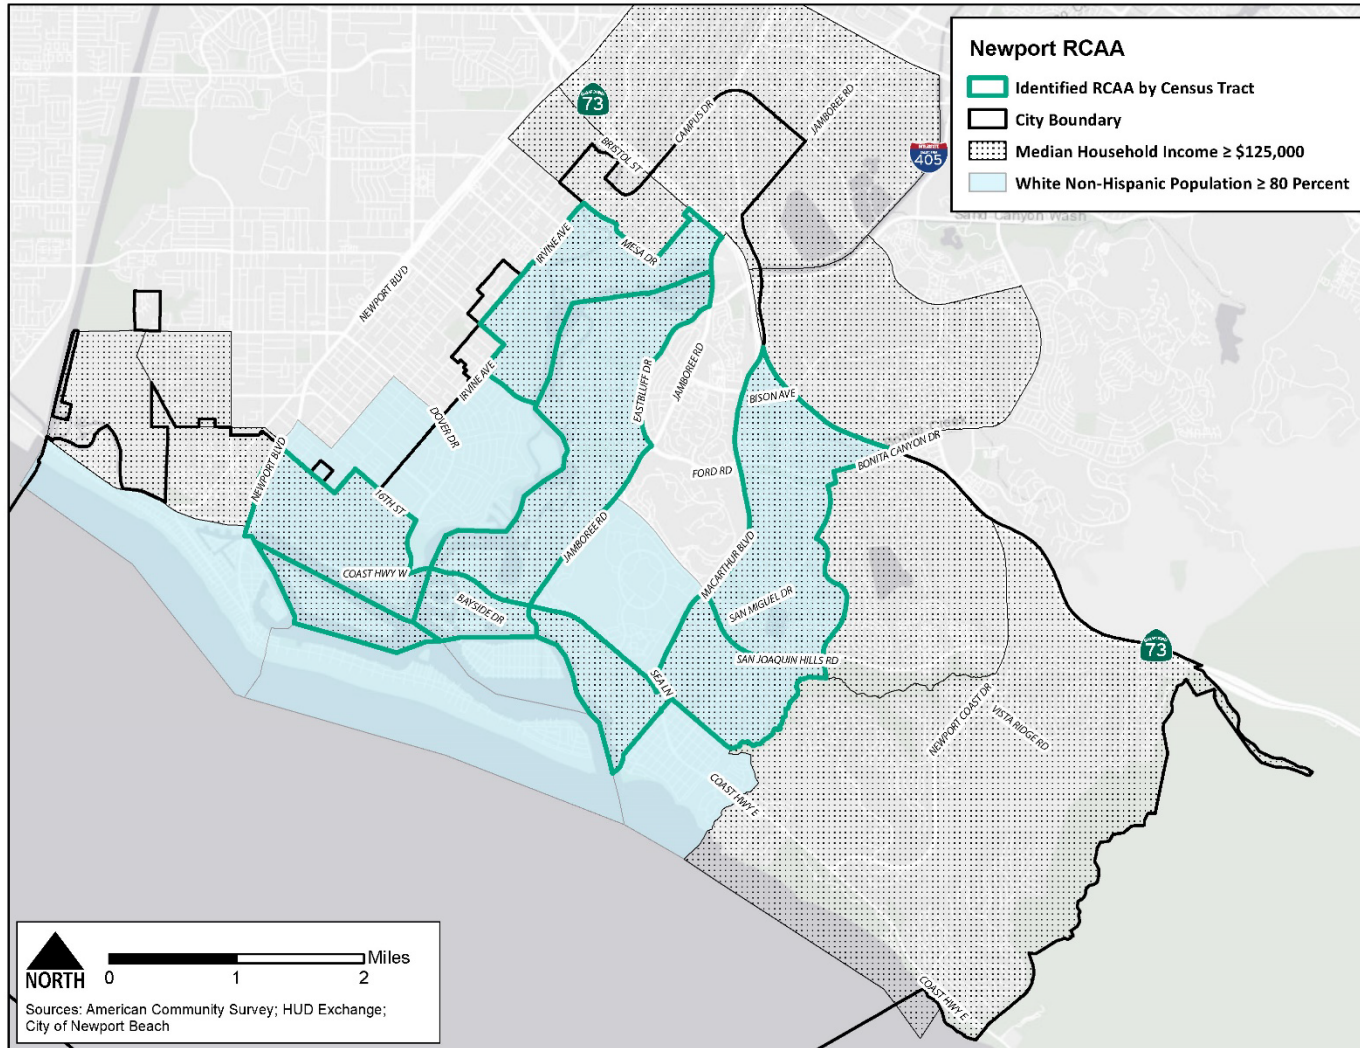 Newport RCAA
Identified RCAA by Census Tract
City Boundary
Median Household Income ≥ $125,000
White Non-Hispanic Population ≥ 80 Percent
73
BRISTOL ST
CAMPUS DR
JAMBOREE RD
405
Sand Canyon Wash
IRVINE AVE
MESA DR
NEWPORT BLVD
EASTBLUFF DR
JAMBOREE RD
IRVINE AVE
DOVER DR
BISON AVE
BONITA CANYON DR
FORD RD
NEWPORT BLVD
16TH ST
JAMBOREE RD
MACARTHUR BLVD
COAST HWY W
BAYSIDE DR
SAN MIGUEL DR
SAN JOAQUIN HILLS RD
SEA LN
73
NEWPORT COAST DR
VISTA RIDGE RD
COAST HWY E
COAST HWY E
NORTH
0 1 2 Miles
Sources: American Community Survey; HUD Exchange;
City of Newport Beach